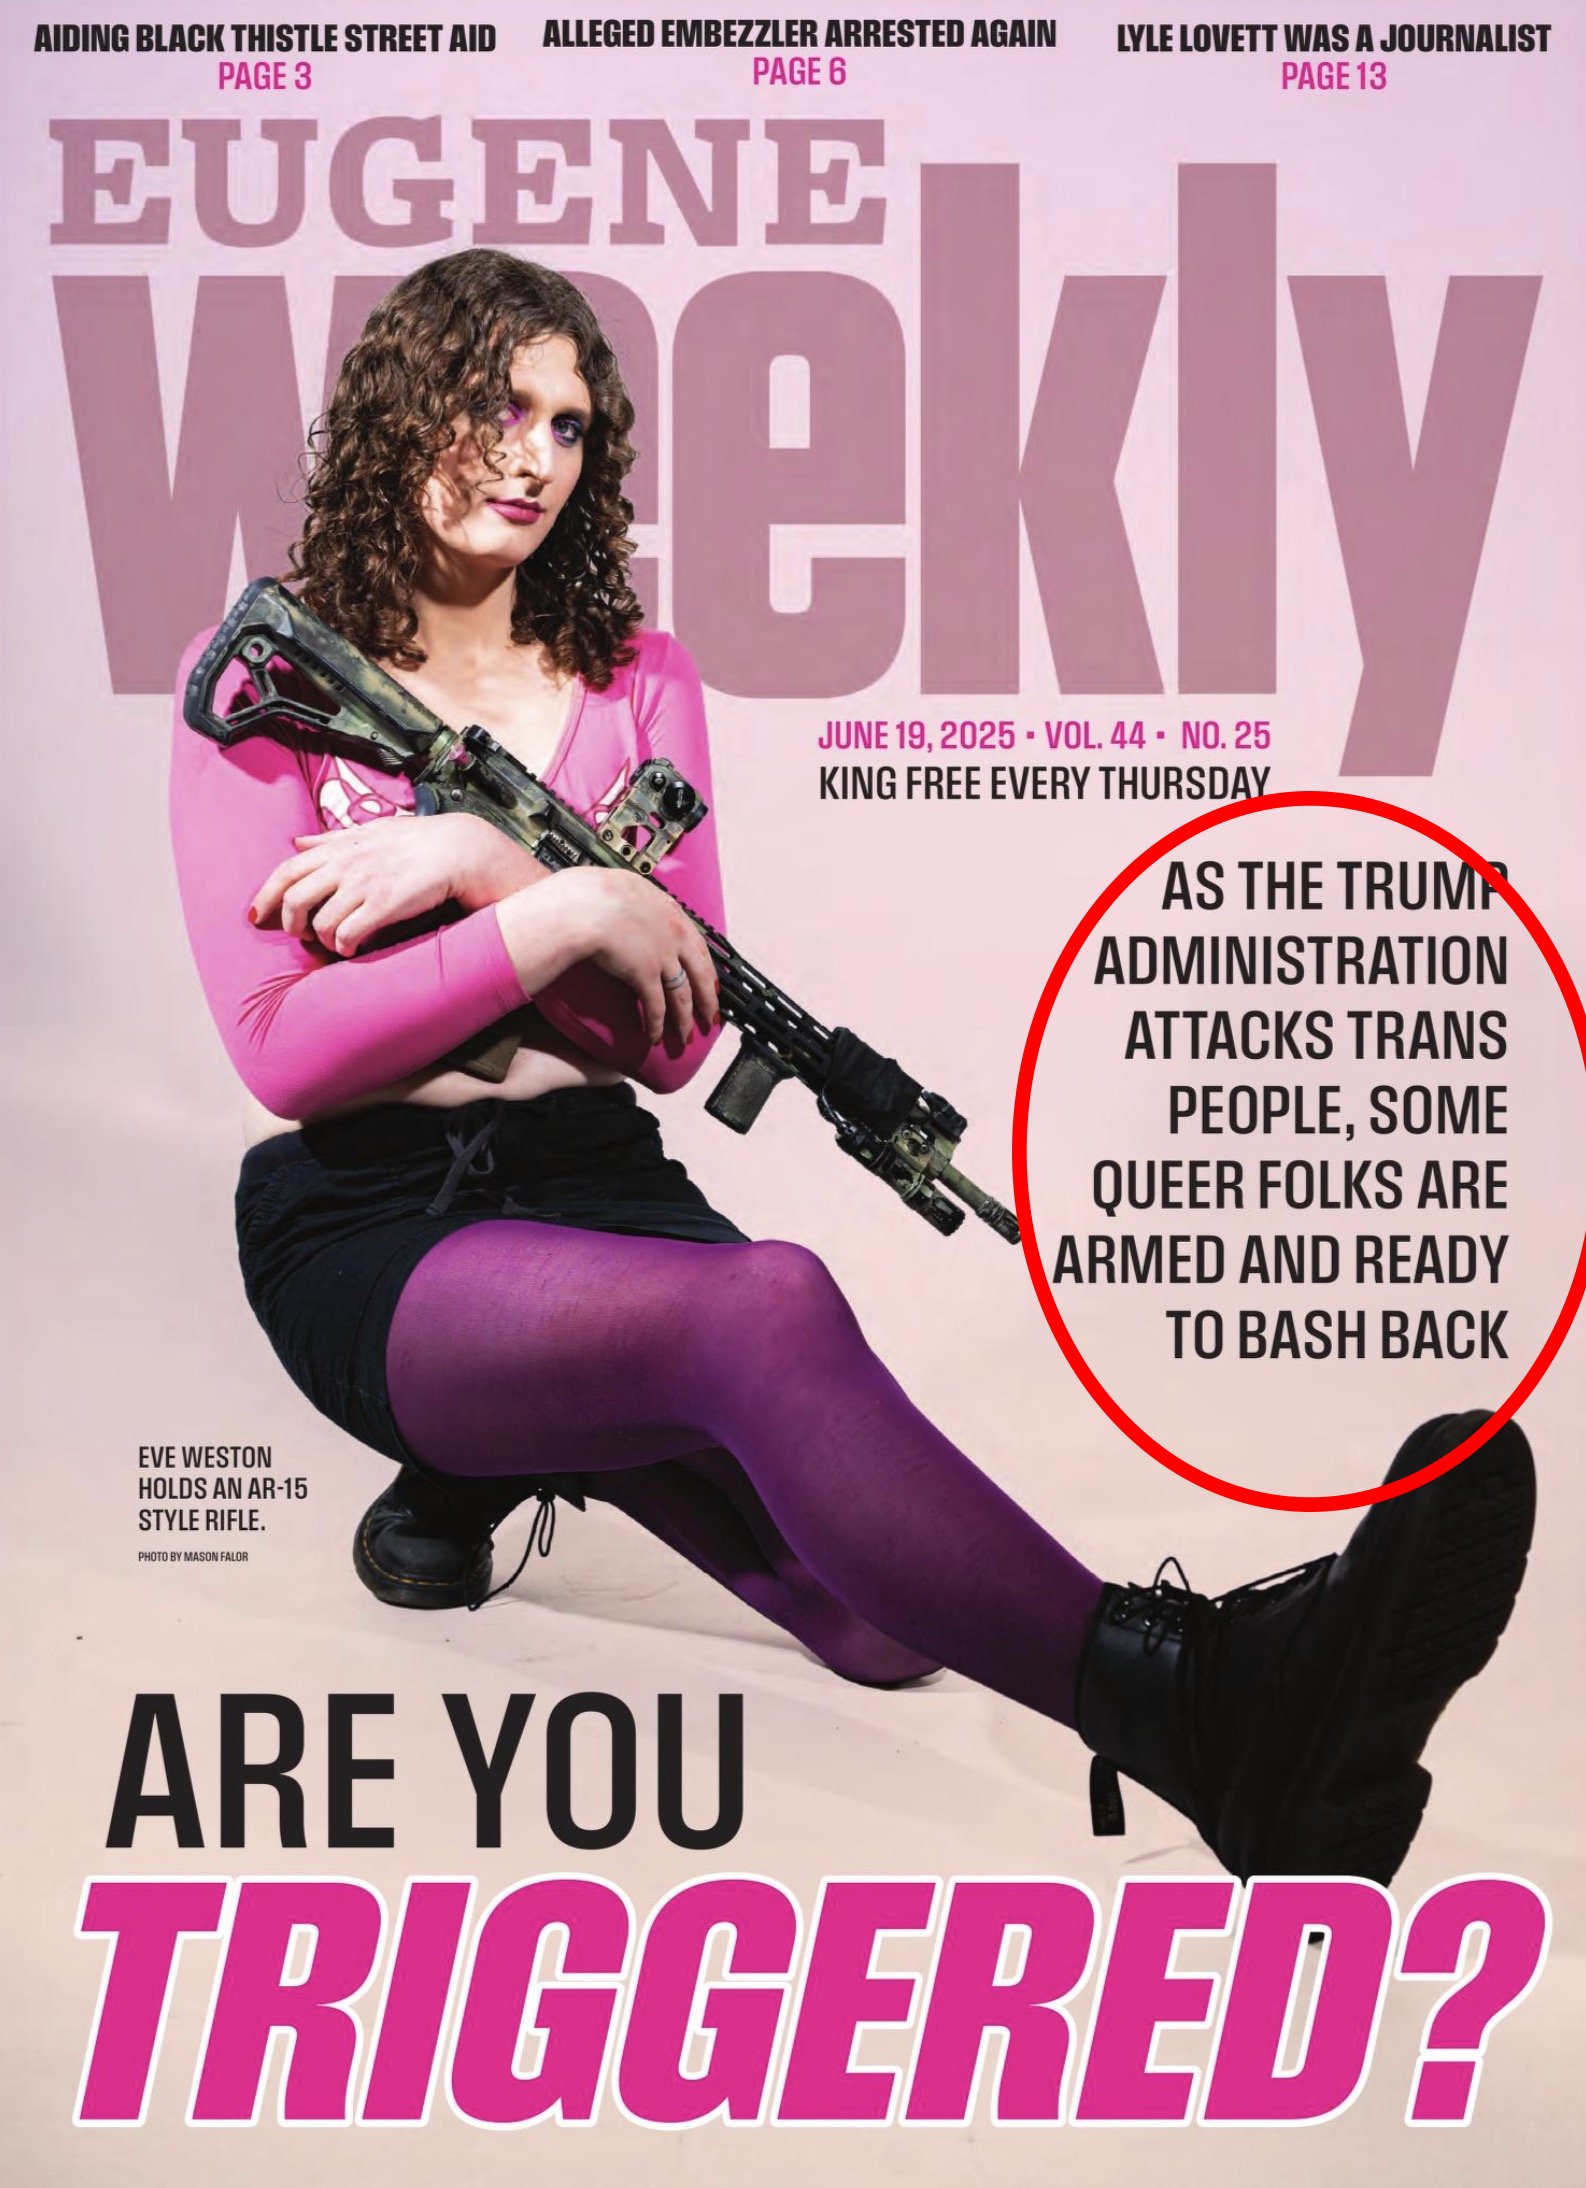 AIDING BLACK THISTLE STREET AID
PAGE 3
ALLEGED EMBEZZLER ARRESTED AGAIN
PAGE 6
LYLE LOVETT WAS A JOURNALIST
PAGE 13
EUGENE
weekly
JUNE 19, 2025 · VOL. 44 · NO. 25
KING FREE EVERY THURSDAY
AS THE TRUMP
ADMINISTRATION
ATTACKS TRANS
PEOPLE, SOME
QUEER FOLKS ARE
ARMED AND READY
TO BASH BACK
EVE WESTON
HOLDS AN AR-15
STYLE RIFLE.
PHOTO BY MASON FALOR
ARE YOU
TRIGGERED?